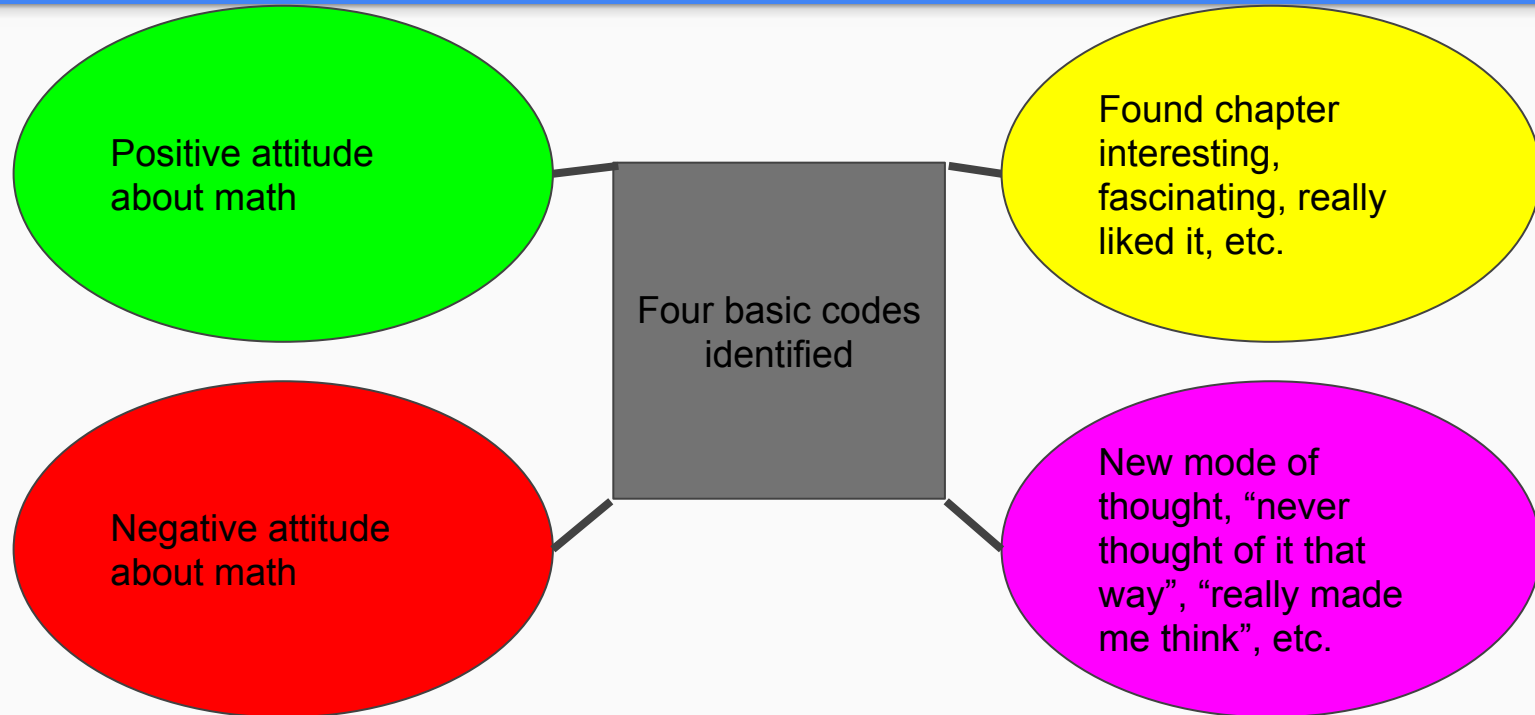 Positive attitude
about math
Found chapter
interesting,
fascinating, really
liked it, etc.
Four basic codes
identified
Negative attitude
about math
New mode of
thought, “never
thought of it that
way”, “really made
me think”, etc.